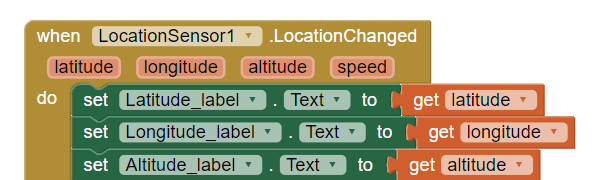 when LocationSensor1 .LocationChanged
latitude longitude altitude speed
do set Latitude_label . Text to get latitude
set Longitude_label . Text to get longitude
set Altitude_label . Text to get altitude